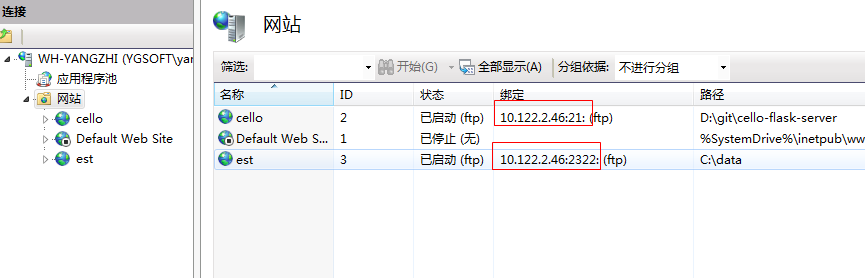 连接
WH-YANGZHI (YGSOFT\yan
应用程序池
网站
cello
Default Web Site
est
网站
筛选: 开始(G) 全部显示(A) 分组依据: 不进行分组
名称 ID 状态 绑定 路径
cello 2 已启动 (ftp) 10.122.2.46:21: (ftp) D:\git\cello-flask-server
Default Web S... 1 已停止 (无) %SystemDrive%\inetpub\ww
est 3 已启动 (ftp) 10.122.2.46:2322: (ftp) C:\data